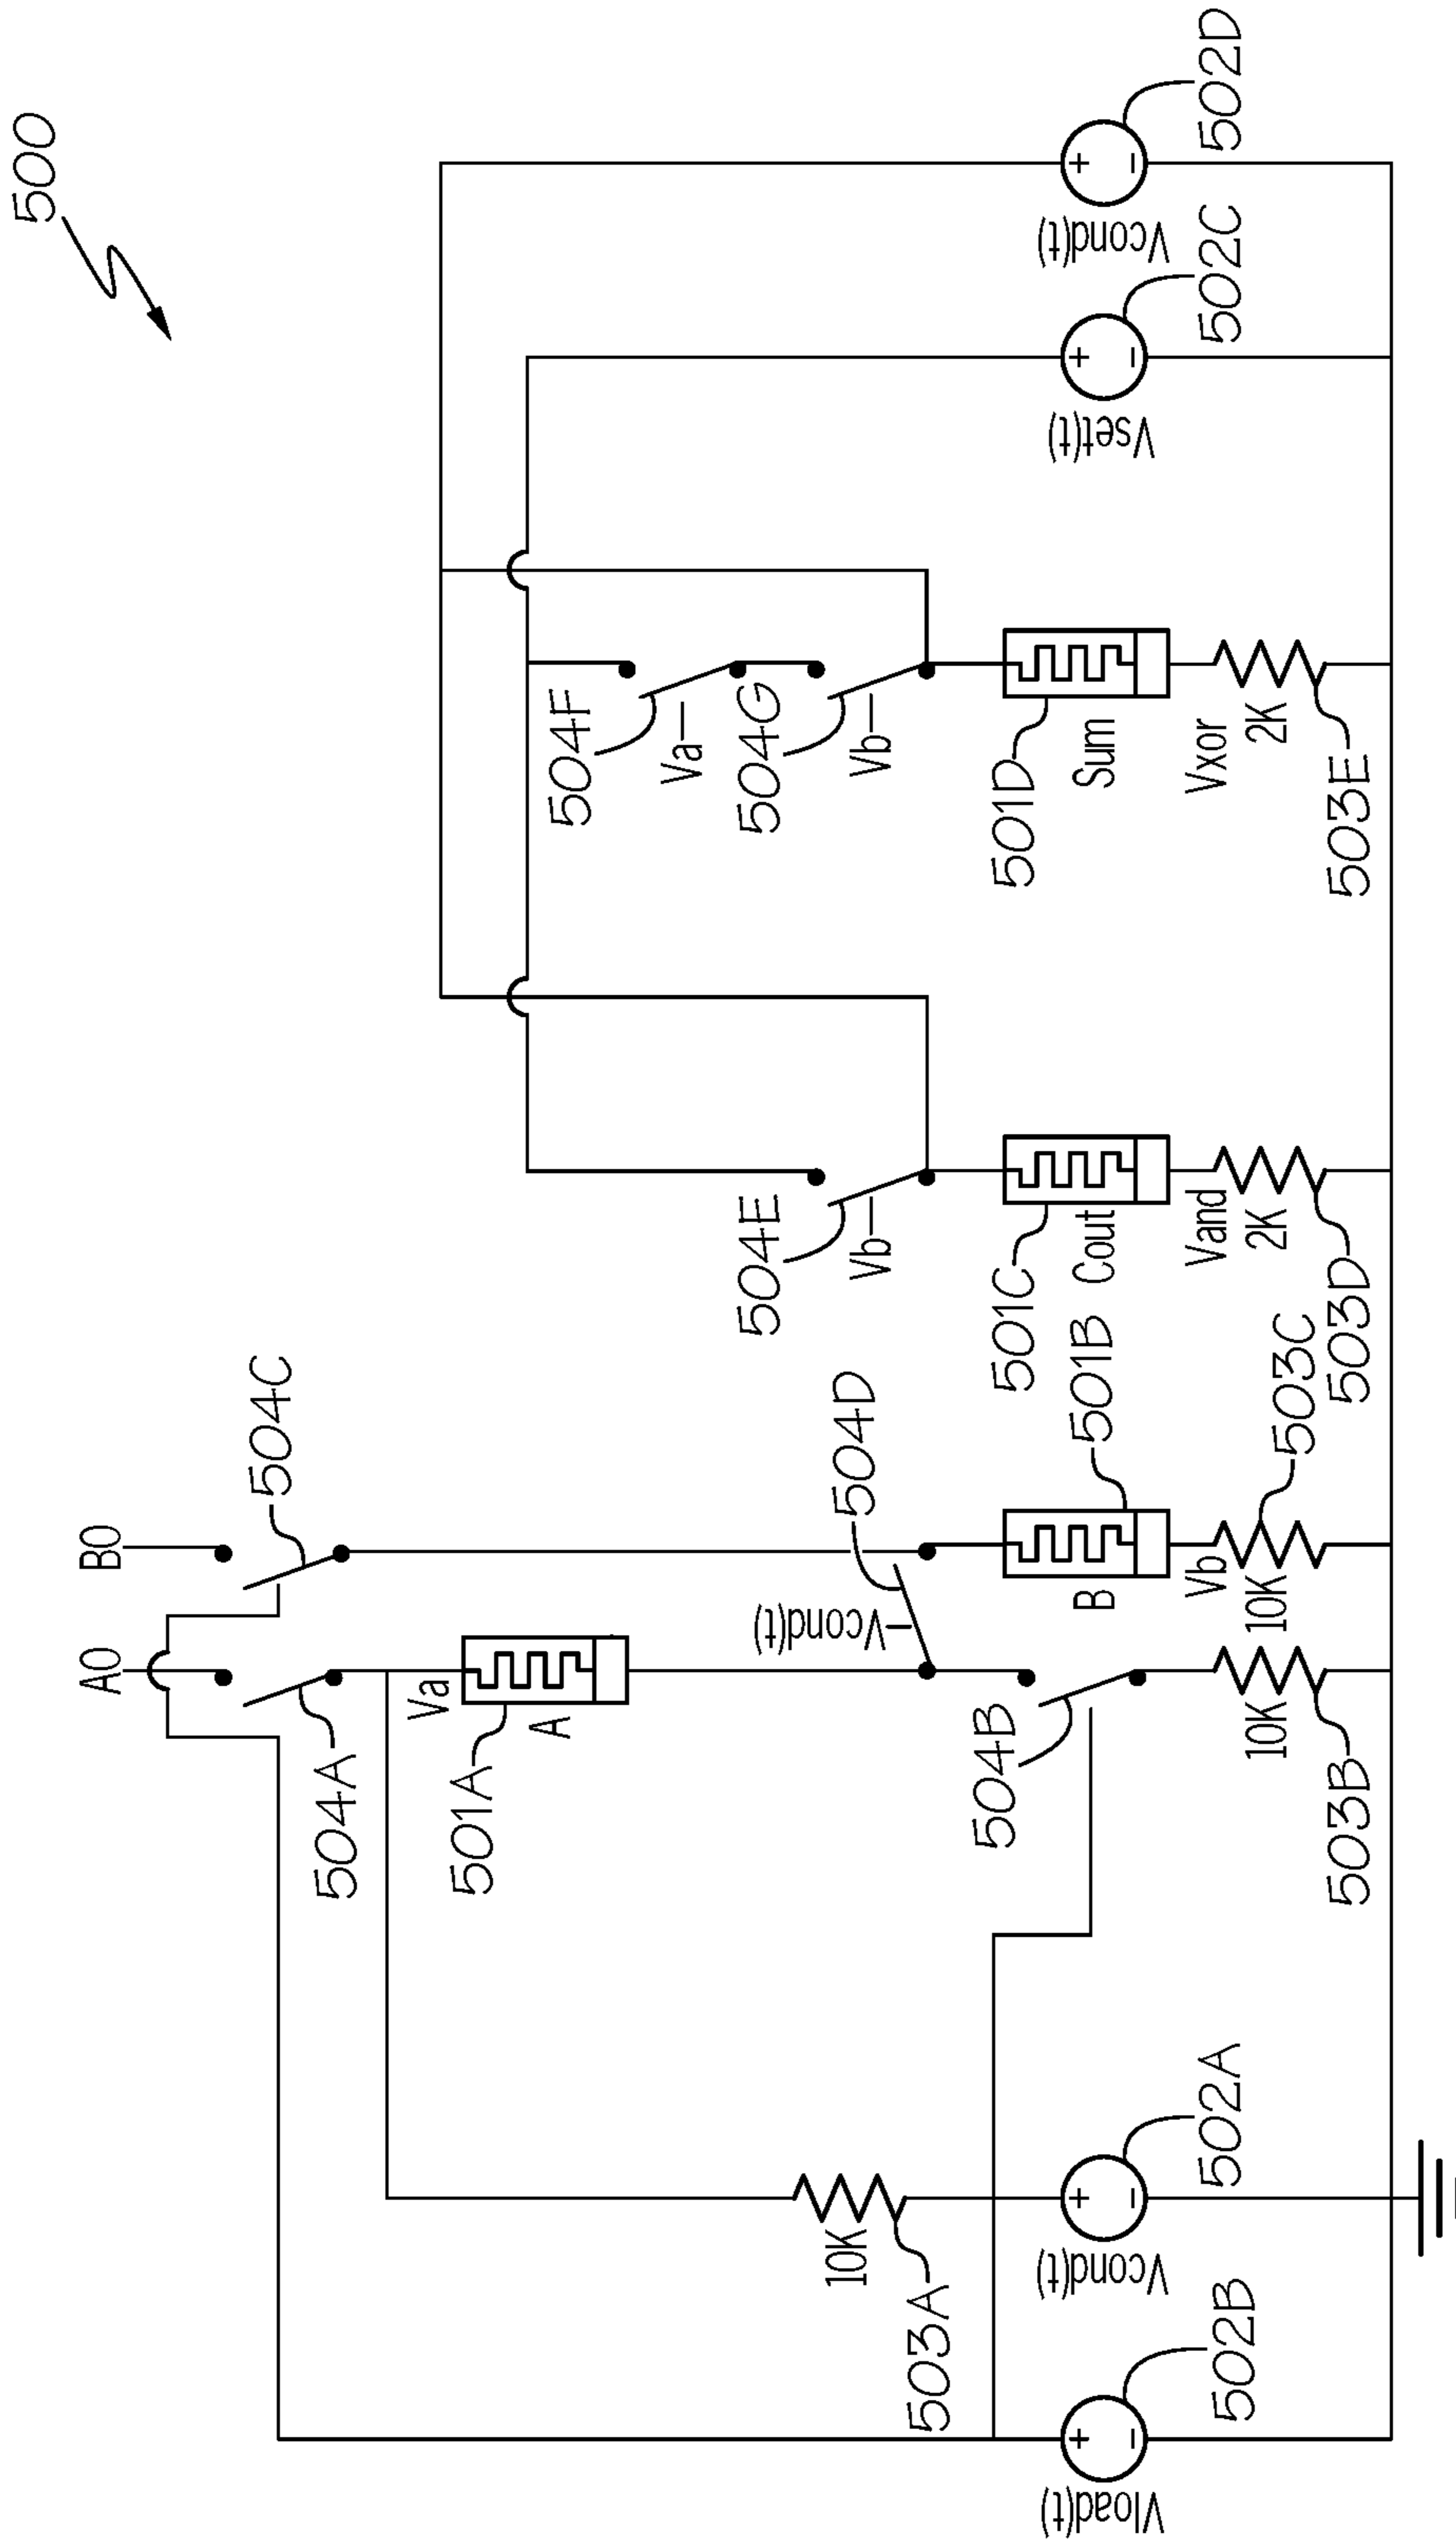 500
A0
B0
504C
504A
Va
A
501A
504F
Va
504G
Vb
504E
Vb
504D
Vcond(t)
504B
10K
503A
B
501B
Vb
10K
503C
10K
503B
501C
Cout
Vand
2K
503D
501D
Sum
Vxor
2K
503E
Vload(t)
502B
Vcond(t)
502A
Vset(t)
502C
Vcond(t)
502D